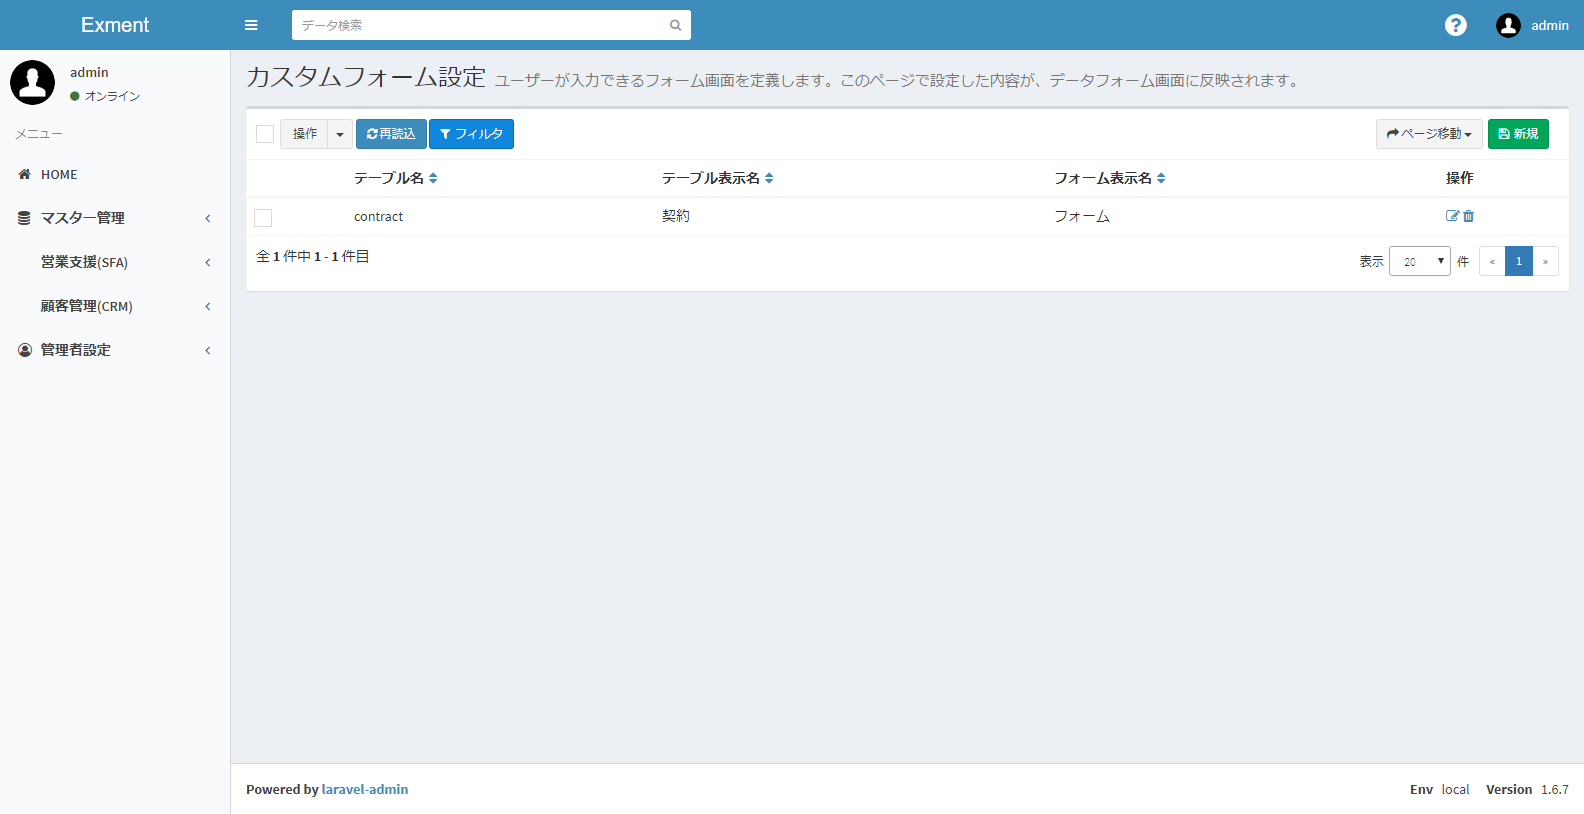 Exment
データ検索
admin
admin
オンライン
メニュー
HOME
マスター管理
営業支援(SFA)
顧客管理(CRM)
管理者設定
カスタムフォーム設定 ユーザーが入力できるフォーム画面を定義します。このページで設定した内容が、データフォーム画面に反映されます。
操作 再読込 フィルタ ページ移動 新規
テーブル名 テーブル表示名 フォーム表示名 操作
contract 契約 フォーム
全 1 件中 1 - 1 件目
表示 20 件 « 1 »
Powered by laravel-admin
Env local Version 1.6.7